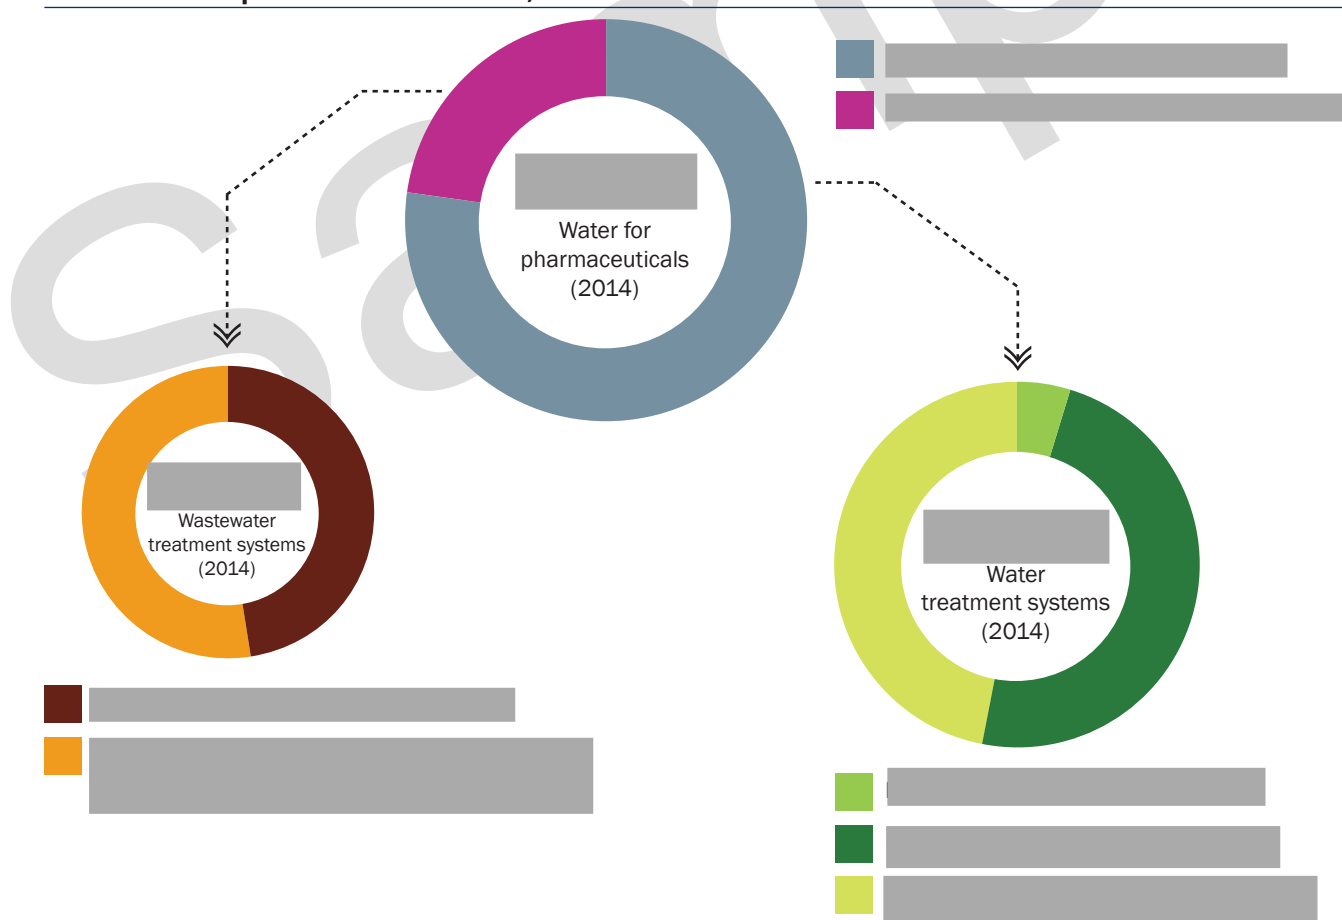 Water for
pharmaceuticals
(2014)
Wastewater
treatment systems
(2014)
Water
treatment systems
(2014)